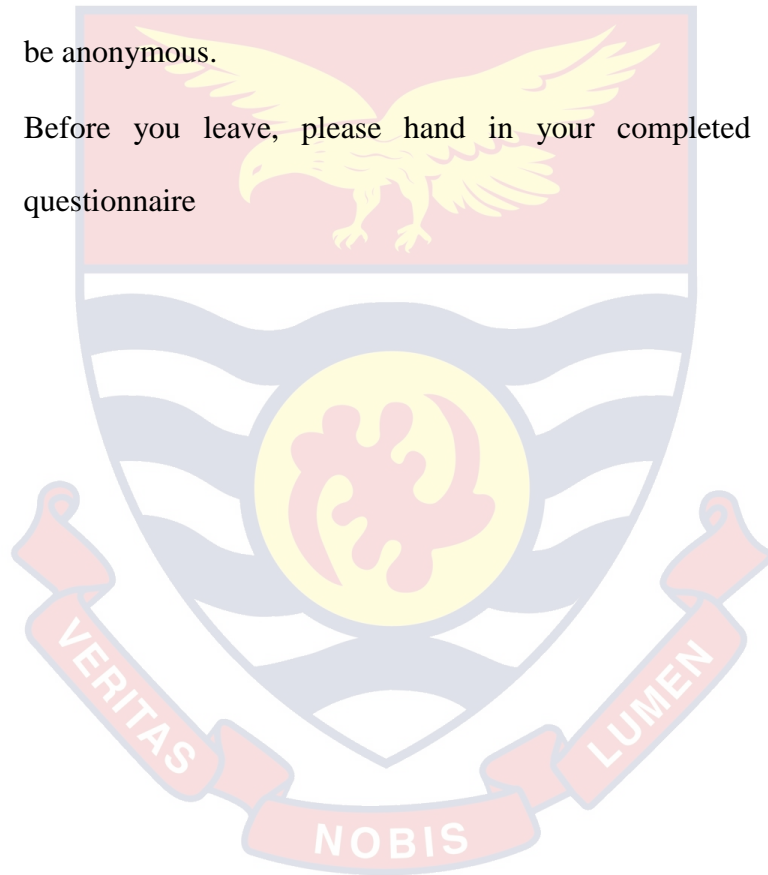 be anonymous.
Before you leave, please hand in your completed
questionnaire
VERITAS
NOBIS
LUMEN